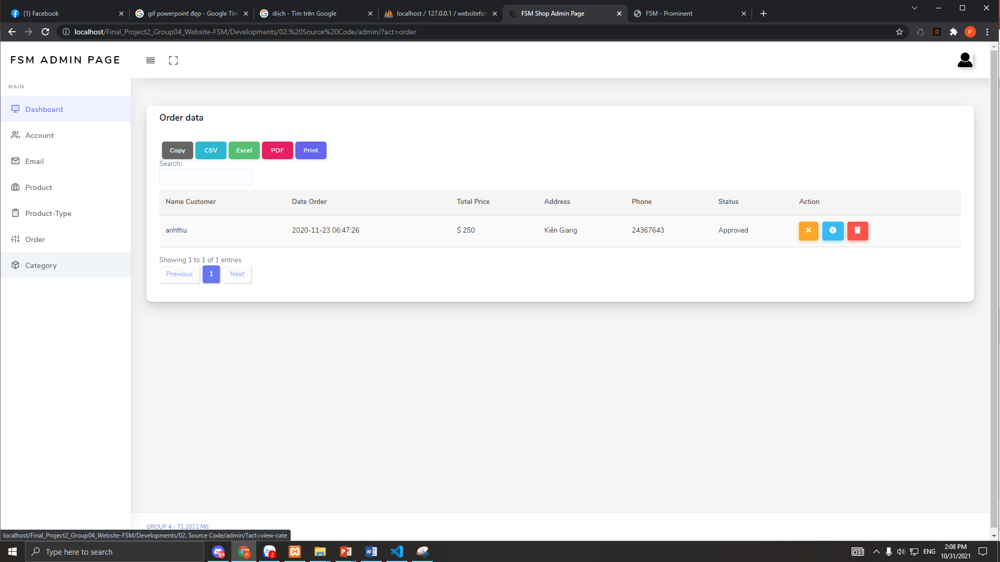 (1) Facebook
gif powerpoint đẹp - Google Tìm
diịch - Tìm trên Google
localhost / 127.0.0.1 / websitefsm
FSM Shop Admin Page
FSM - Prominent
localhost/Final_Project2_Group04_Website-FSM/Developments/02.%20Source%20Code/admin/?act=order
P
FSM ADMIN PAGE
MAIN
Dashboard
Account
Email
Product
Product-Type
Order
Category
Order data
Copy
CSV
Excel
PDF
Print
Search:
Name Customer
Date Order
Total Price
Address
Phone
Status
Action
anhthu
2020-11-23 06:47:26
$ 250
Kiên Giang
24367643
Approved
Showing 1 to 1 of 1 entries
Previous
1
Next
GROUP 4 - T1.2011.M0
localhost/Final_Project2_Group04_Website-FSM/Developments/02. Source Code/admin/?act=view-cate
Type here to search
9+
P
2
ENG
2:08 PM
10/31/2021